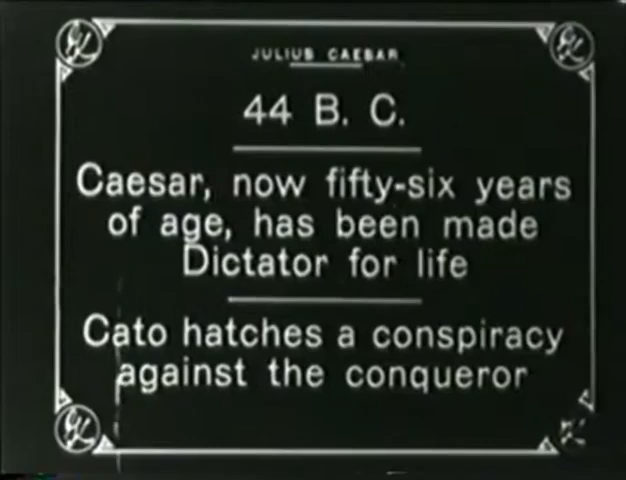 JULIUS CAESAR
44 B. C.
Caesar, now fifty-six years
of age, has been made
Dictator for life
Cato hatches a conspiracy
against the conqueror